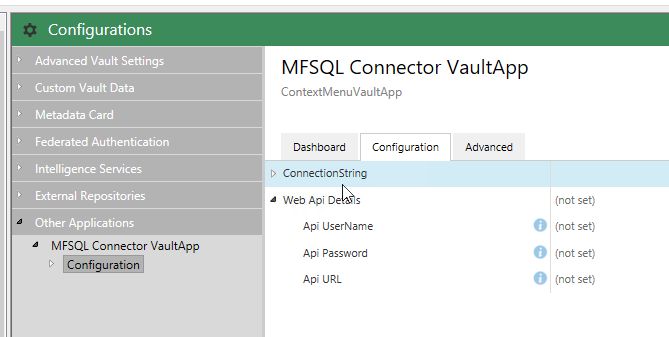 Configurations
Advanced Vault Settings
Custom Vault Data
Metadata Card
Federated Authentication
Intelligence Services
External Repositories
Other Applications
MFSQL Connector VaultApp
Configuration
MFSQL Connector VaultApp
ContextMenuVaultApp
Dashboard Configuration Advanced
ConnectionString
Web Api Details (not set)
Api UserName (not set)
Api Password (not set)
Api URL (not set)